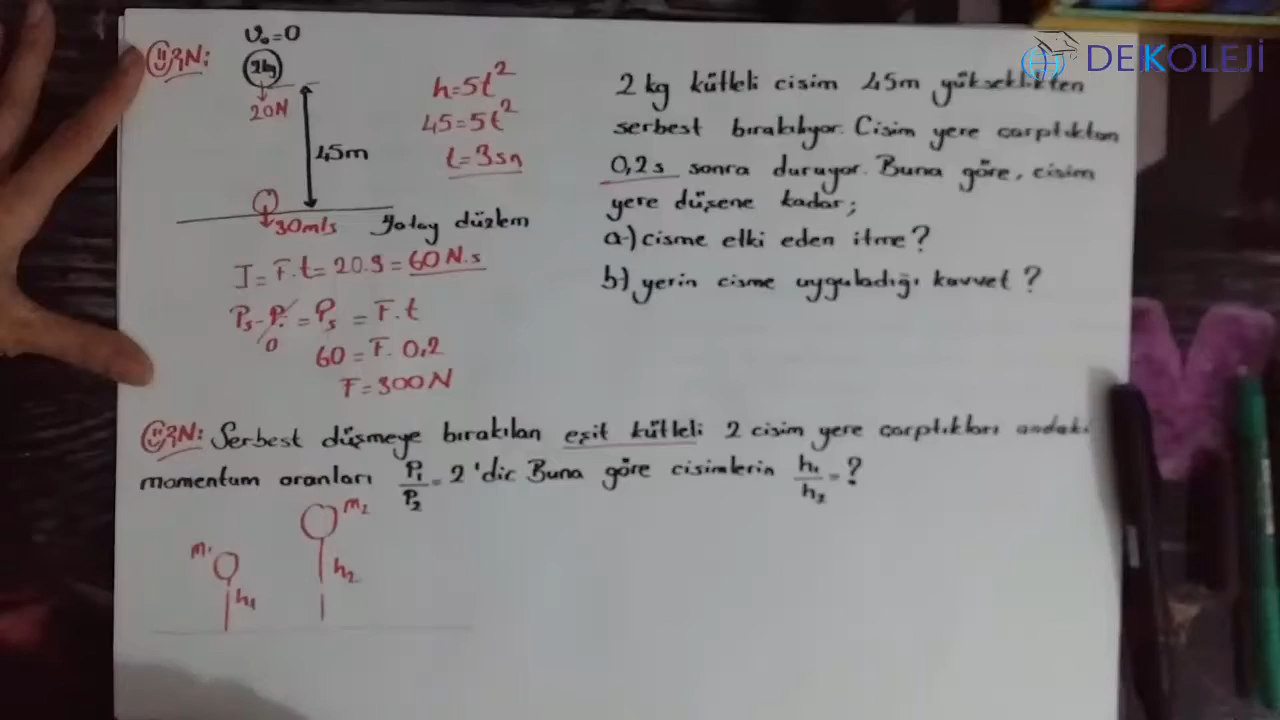 DEKOLEJİ
ÖRN:
V₀=0
2kg
20N
45m
30m/s
Yatay düzlem
h=5t²
45=5t²
t=3sn
I=F.t=20.3=60N.s
Pₛ-Pᵢ=Pₛ=F.t
0
60=F.0,2
F=300N
2 kg kütleli cisim 45m yükseklikten
serbest bırakılıyor. Cisim yere çarptıktan
0,2s sonra duruyor. Buna göre, cisim
yere düşene kadar;
a-) cisme etki eden itme?
b) yerin cisme uyguladığı kuvvet?
ÖRN: Serbest düşmeye bırakılan eşit kütleli 2 cisim yere çarptıkları andaki
momentum oranları P₁/P₂=2'dir Buna göre cisimlerin h₁/h₂=?
m₁
h₁
m₂
h₂